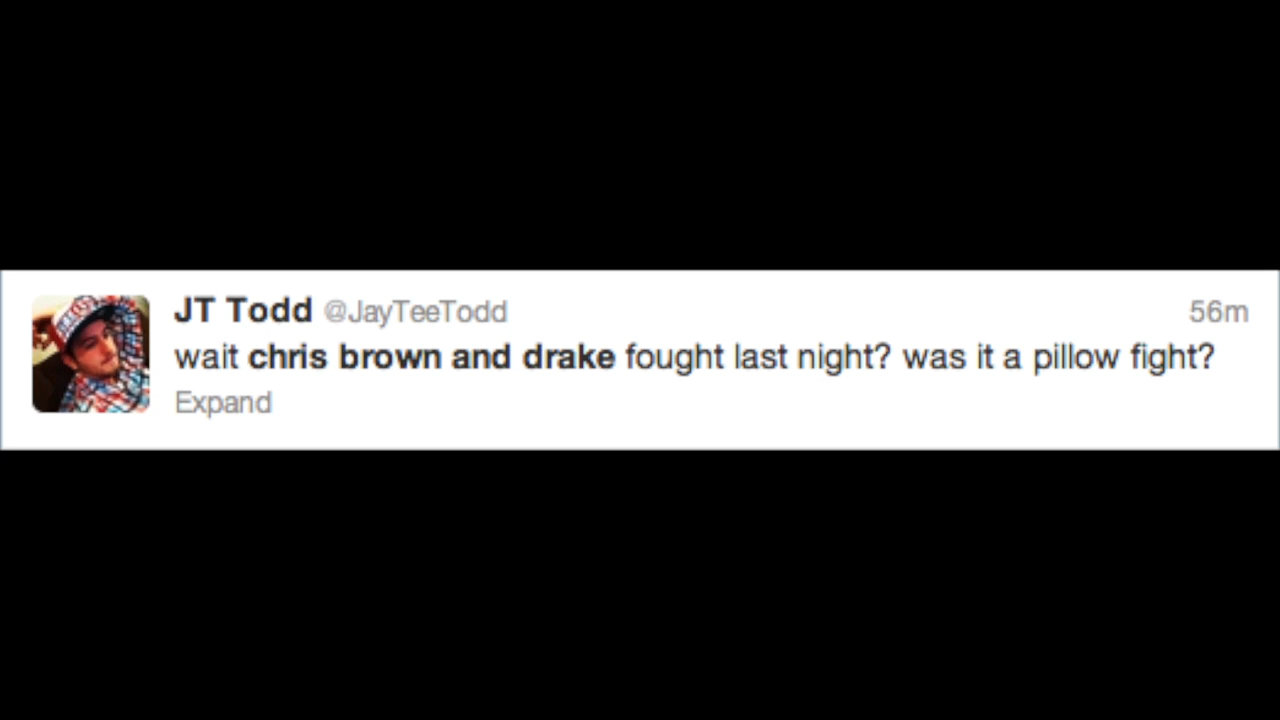 JT Todd @JayTeeTodd 56m
wait chris brown and drake fought last night? was it a pillow fight?
Expand